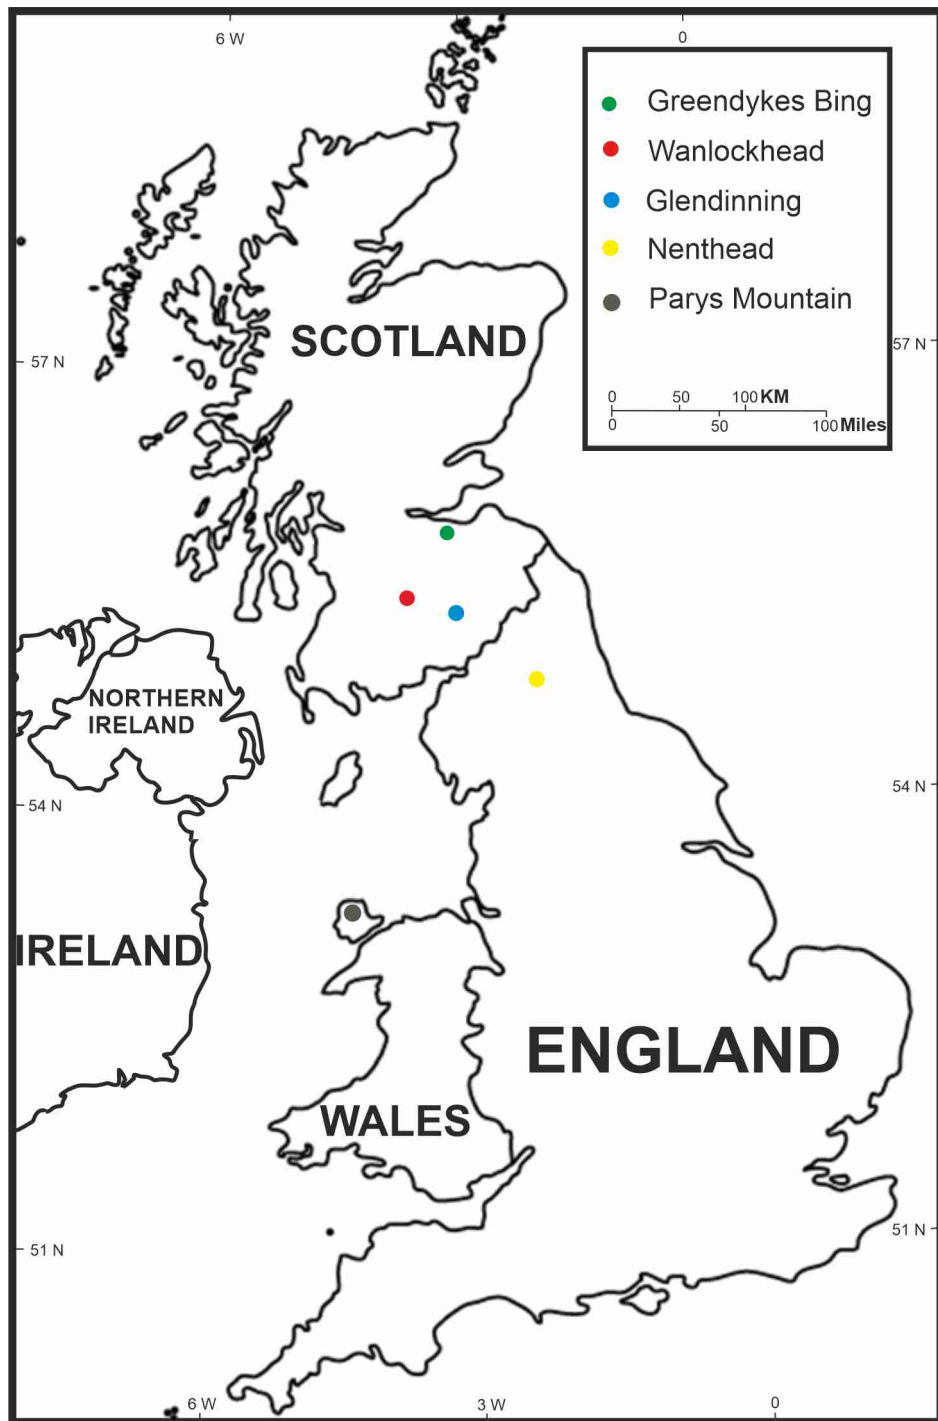 6 W
0
Greendykes Bing
Wanlockhead
Glendinning
Nenthead
Parys Mountain
0 50 100 KM
0 50 100 Miles
SCOTLAND
57 N
57 N
NORTHERN
IRELAND
54 N
54 N
IRELAND
ENGLAND
WALES
51 N
51 N
6 W
3 W
0